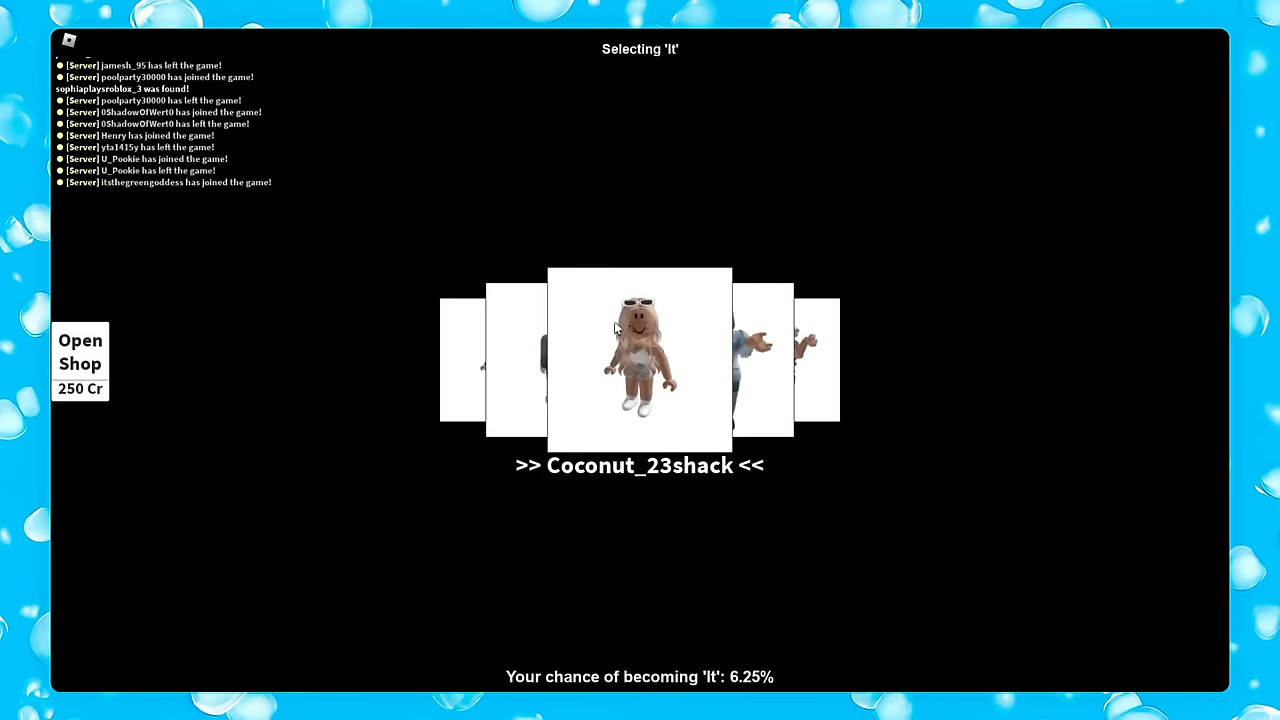 Selecting 'It'
[Server] jamesh_95 has left the game!
[Server] poolparty30000 has joined the game!
sophiaplaysroblox_3 was found!
[Server] poolparty30000 has left the game!
[Server] 0ShadowOfWert0 has joined the game!
[Server] 0ShadowOfWert0 has left the game!
[Server] Henry has joined the game!
[Server] yta1415y has left the game!
[Server] U_Pookie has joined the game!
[Server] U_Pookie has left the game!
[Server] itsthegreengoddess has joined the game!
Open
Shop
250 Cr
>> Coconut_23shack <<
Your chance of becoming 'It': 6.25%